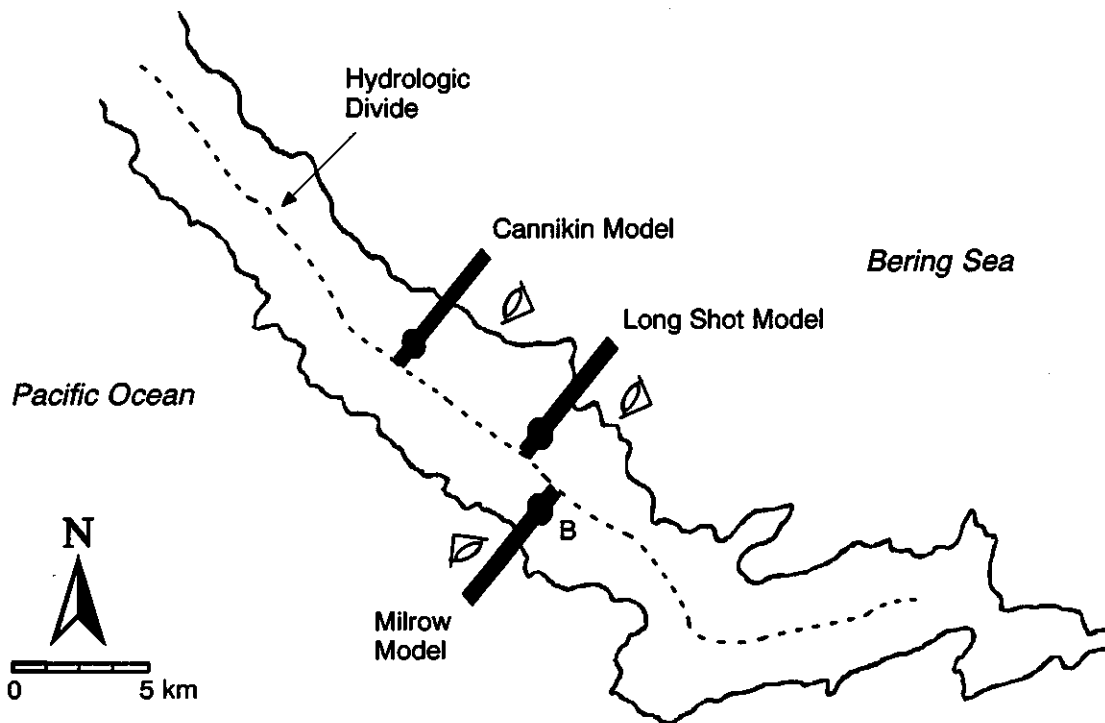 Hydrologic
Divide
Cannikin Model
Bering Sea
Long Shot Model
Pacific Ocean
B
N
Milrow
Model
0 5 km